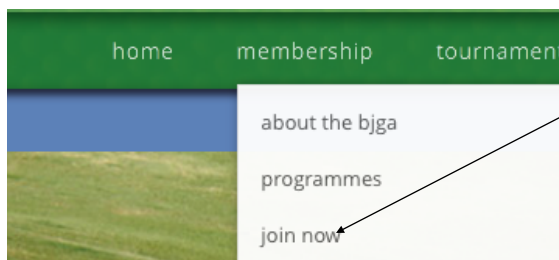 home membership tournament
about the bjga
programmes
join now